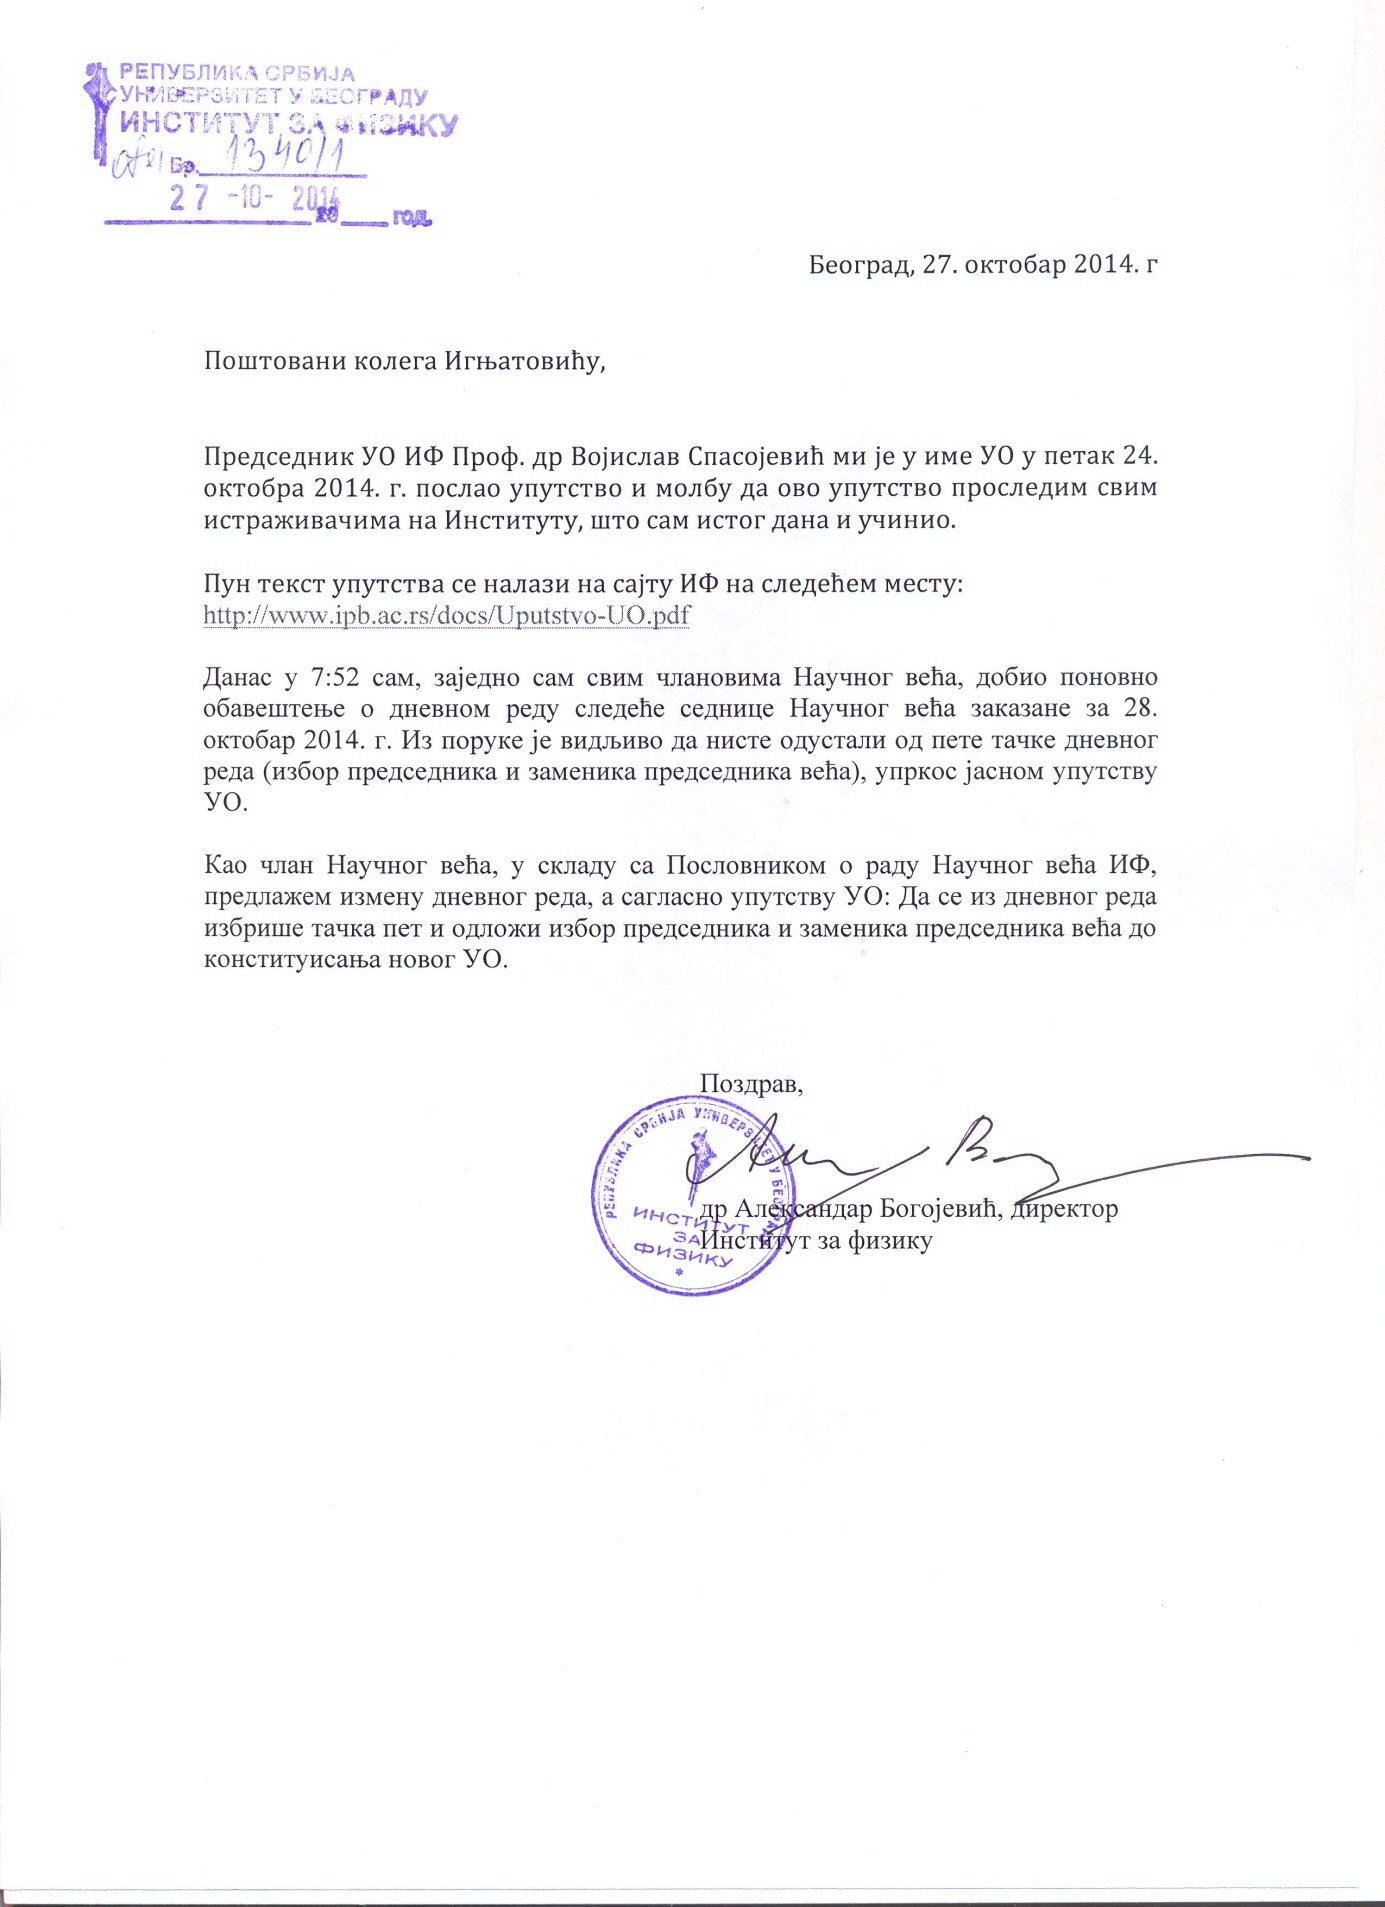 РЕПУБЛИКА СРБИЈА
УНИВЕРЗИТЕТ У БЕОГРАДУ
ИНСТИТУТ ЗА ФИЗИКУ
Бр. 1340/1
27 -10- 2014
20 год.
Београд, 27. октобар 2014. г
Поштовани колега Игњатовићу,
Председник УО ИФ Проф. др Војислав Спасојевић ми је у име УО у петак 24.
октобра 2014. г. послао упутство и молбу да ово упутство проследим свим
истраживачима на Институту, што сам истог дана и учинио.
Пун текст упутства се налази на сајту ИФ на следећем месту:
http://www.ipb.ac.rs/docs/Uputstvo-UO.pdf
Данас у 7:52 сам, заједно сам свим члановима Научног већа, добио поновно
обавештење о дневном реду следеће седнице Научног већа заказане за 28.
октобар 2014. г. Из поруке је видљиво да нисте одустали од пете тачке дневног
реда (избор председника и заменика председника већа), упркос јасном упутству
УО.
Као члан Научног већа, у складу са Пословником о раду Научног већа ИФ,
предлажем измену дневног реда, а сагласно упутству УО: Да се из дневног реда
избрише тачка пет и одложи избор председника и заменика председника већа до
конституисања новог УО.
Поздрав,
др Александар Богојевић, директор
Институт за физику
РЕПУБЛИКА СРБИЈА УНИВЕРЗИТЕТ У БЕОГРАДУ
ИНСТИТУТ
ЗА
ФИЗИКУ
*